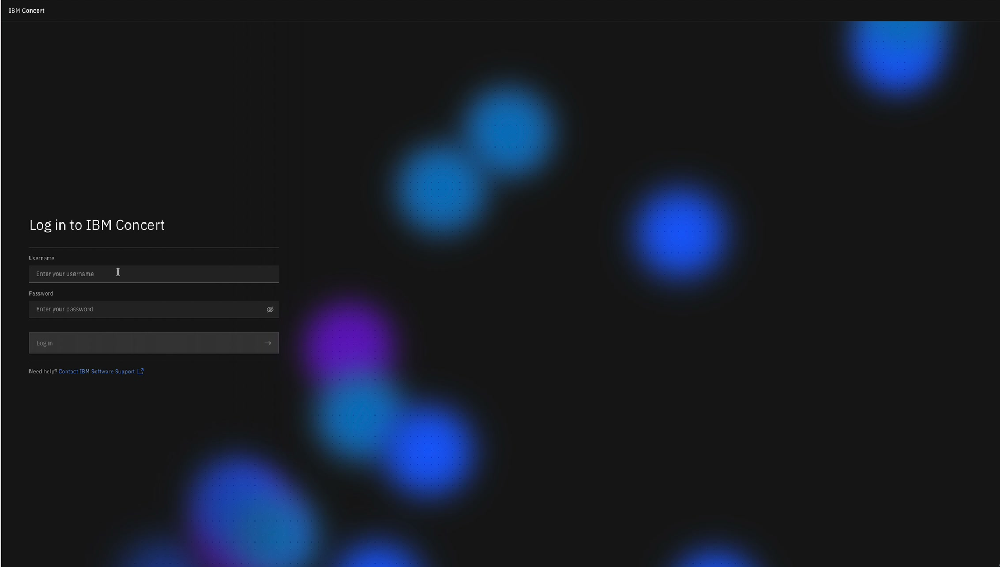 IBM Concert
Log in to IBM Concert
Username
Enter your username
Password
Enter your password
Log in
Need help? Contact IBM Software Support